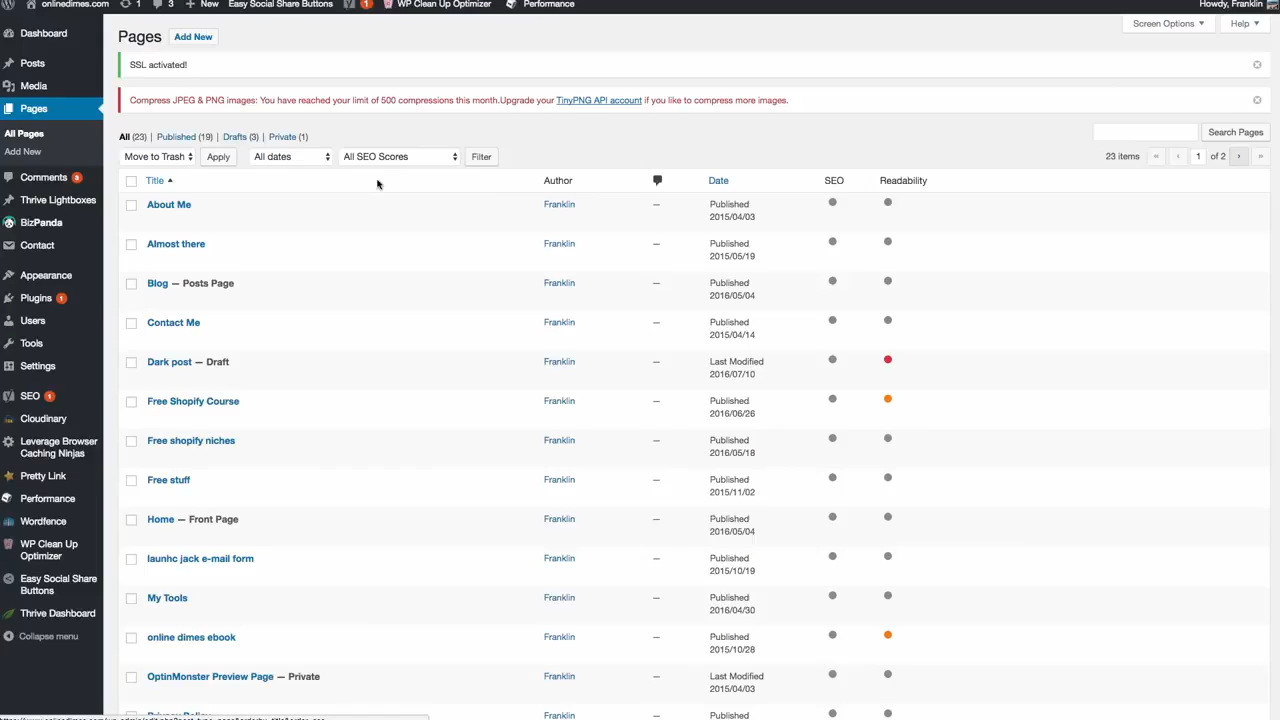 onlinedimes.com 1 3 + New Easy Social Share Buttons 1 WP Clean Up Optimizer Performance Howdy, Franklin
Dashboard
Posts
Media
Pages
All Pages
Add New
Comments 3
Thrive Lightboxes
BizPanda
Contact
Appearance
Plugins 1
Users
Tools
Settings
SEO 1
Cloudinary
Leverage Browser
Caching Ninjas
Pretty Link
Performance
Wordfence
WP Clean Up
Optimizer
Easy Social Share
Buttons
Thrive Dashboard
Collapse menu
Screen Options Help
Pages Add New
SSL activated!
Compress JPEG & PNG images: You have reached your limit of 500 compressions this month.Upgrade your TinyPNG API account if you like to compress more images.
All (23) | Published (19) | Drafts (3) | Private (1)
Search Pages
Move to Trash Apply All dates All SEO Scores Filter 23 items « ‹ 1 of 2 › »
Title Author Date SEO Readability
About Me Franklin — Published
2015/04/03
Almost there Franklin — Published
2015/05/19
Blog — Posts Page Franklin — Published
2016/05/04
Contact Me Franklin — Published
2015/04/14
Dark post — Draft Franklin — Last Modified
2016/07/10
Free Shopify Course Franklin — Published
2016/06/26
Free shopify niches Franklin — Published
2016/05/18
Free stuff Franklin — Published
2015/11/02
Home — Front Page Franklin — Published
2016/05/04
launhc jack e-mail form Franklin — Published
2015/10/19
My Tools Franklin — Published
2016/04/30
online dimes ebook Franklin — Published
2015/10/28
OptinMonster Preview Page — Private Franklin — Last Modified
2015/04/03
Privacy Policy Franklin — Published